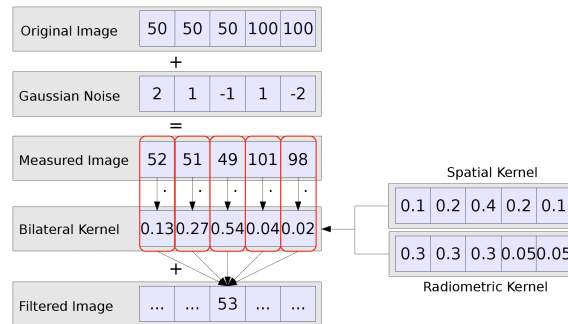 Original Image 50 50 50 100 100
+
Gaussian Noise 2 1 -1 1 -2
=
Measured Image 52 51 49 101 98
. . . . .
Spatial Kernel
0.1 0.2 0.4 0.2 0.1
Bilateral Kernel 0.13 0.27 0.54 0.04 0.02
0.3 0.3 0.3 0.05 0.05
+
Radiometric Kernel
Filtered Image ... ... 53 ... ...